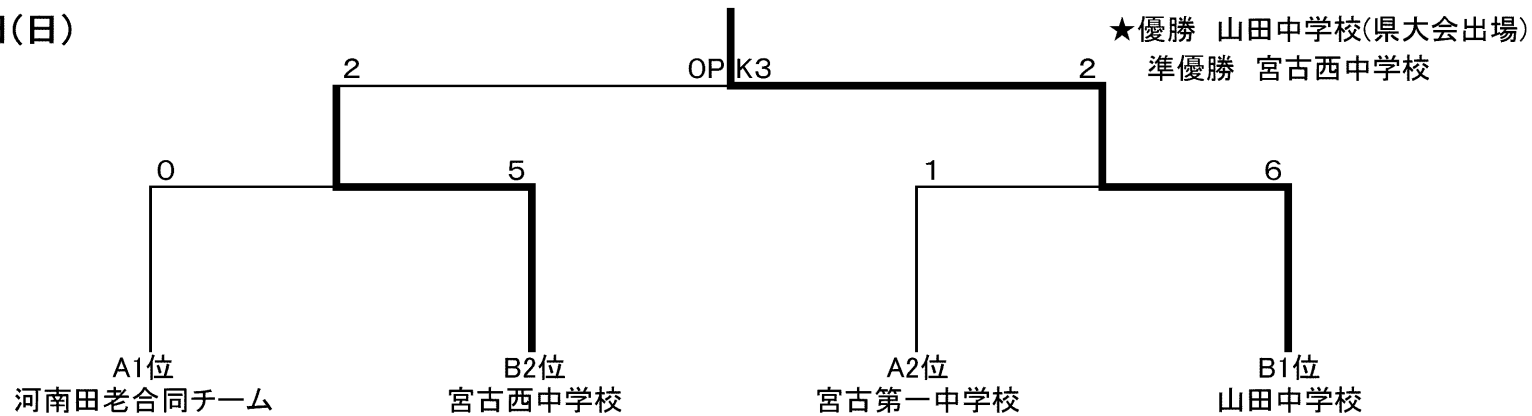 (日)
★優勝　山田中学校(県大会出場)
準優勝　宮古西中学校
2
0PK3
2
0
5
1
6
A1位
河南田老合同チーム
B2位
宮古西中学校
A2位
宮古第一中学校
B1位
山田中学校